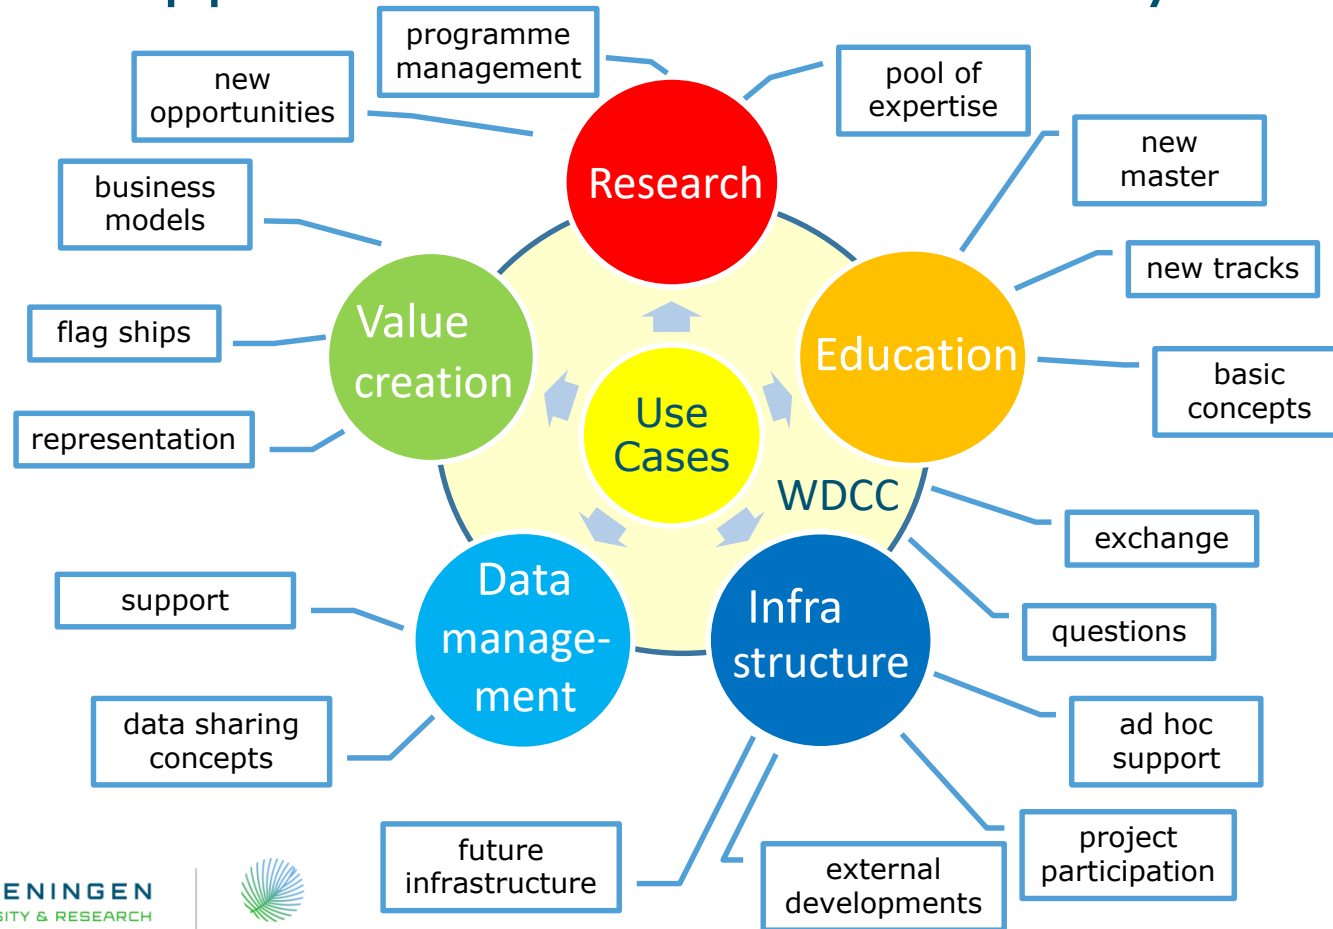 programme
management
new
opportunities
pool of
expertise
new
master
business
models
Research
new tracks
flag ships
Value
creation
Education
basic
concepts
representation
Use
Cases
WDCC
exchange
support
Data
manage-
ment
Infra
structure
questions
data sharing
concepts
ad hoc
support
future
infrastructure
external
developments
project
participation
ENINGEN
SITY & RESEARCH